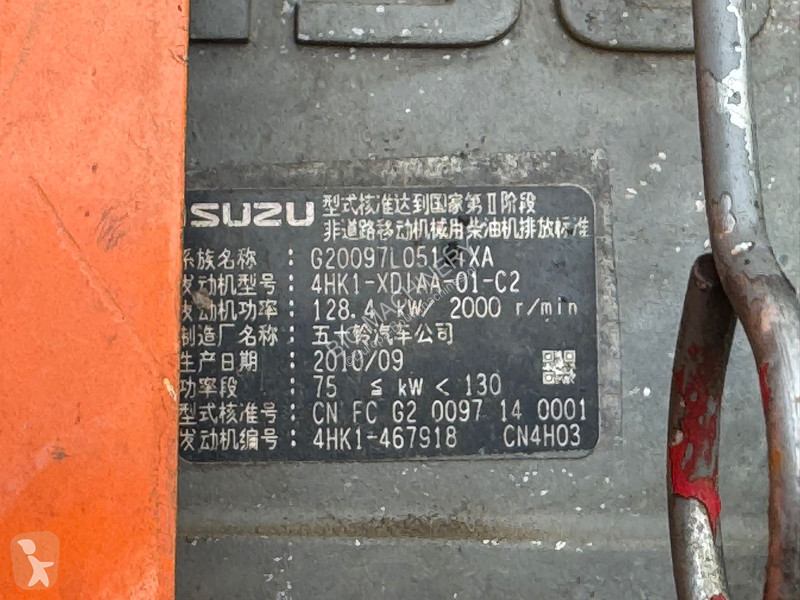 ISUZU 型式核准达到国家第Ⅱ阶段
非道路移动机械用柴油机排放标准
系族名称 :
发动机型号: 4HK1-XDIAA-01-C2
发动机功率: 128.4 kW 2000 r/min
制造厂名称: 五十铃汽车公司
生产日期 : 2010/09
功率段 : 75 ≦ kW < 130
型式核准号: CN FC G2 0097 14 0001
发动机编号: 4HK1-467918 CN4H03